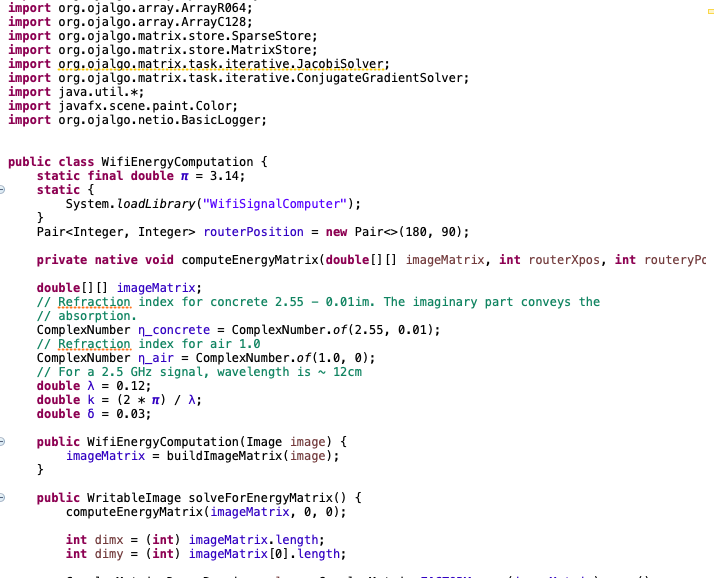 import org.ojalgo.array.ArrayR064;
import org.ojalgo.array.ArrayC128;
import org.ojalgo.matrix.store.SparseStore;
import org.ojalgo.matrix.store.MatrixStore;
import org.ojalgo.matrix.task.iterative.JacobiSolver;
import org.ojalgo.matrix.task.iterative.ConjugateGradientSolver;
import java.util.*;
import javafx.scene.paint.Color;
import org.ojalgo.netio.BasicLogger;
public class WifiEnergyComputation {
static final double π = 3.14;
static {
System.loadLibrary("WifiSignalComputer");
}
Pair<Integer, Integer> routerPosition = new Pair<>(180, 90);
private native void computeEnergyMatrix(double[][] imageMatrix, int routerXpos, int routeryPo
double[][] imageMatrix;
// Refraction index for concrete 2.55 - 0.01im. The imaginary part conveys the
// absorption.
ComplexNumber η_concrete = ComplexNumber.of(2.55, 0.01);
// Refraction index for air 1.0
ComplexNumber η_air = ComplexNumber.of(1.0, 0);
// For a 2.5 GHz signal, wavelength is ~ 12cm
double λ = 0.12;
double k = (2 * π) / λ;
double δ = 0.03;
public WifiEnergyComputation(Image image) {
imageMatrix = buildImageMatrix(image);
}
public WritableImage solveForEnergyMatrix() {
computeEnergyMatrix(imageMatrix, 0, 0);
int dimx = (int) imageMatrix.length;
int dimy = (int) imageMatrix[0].length;